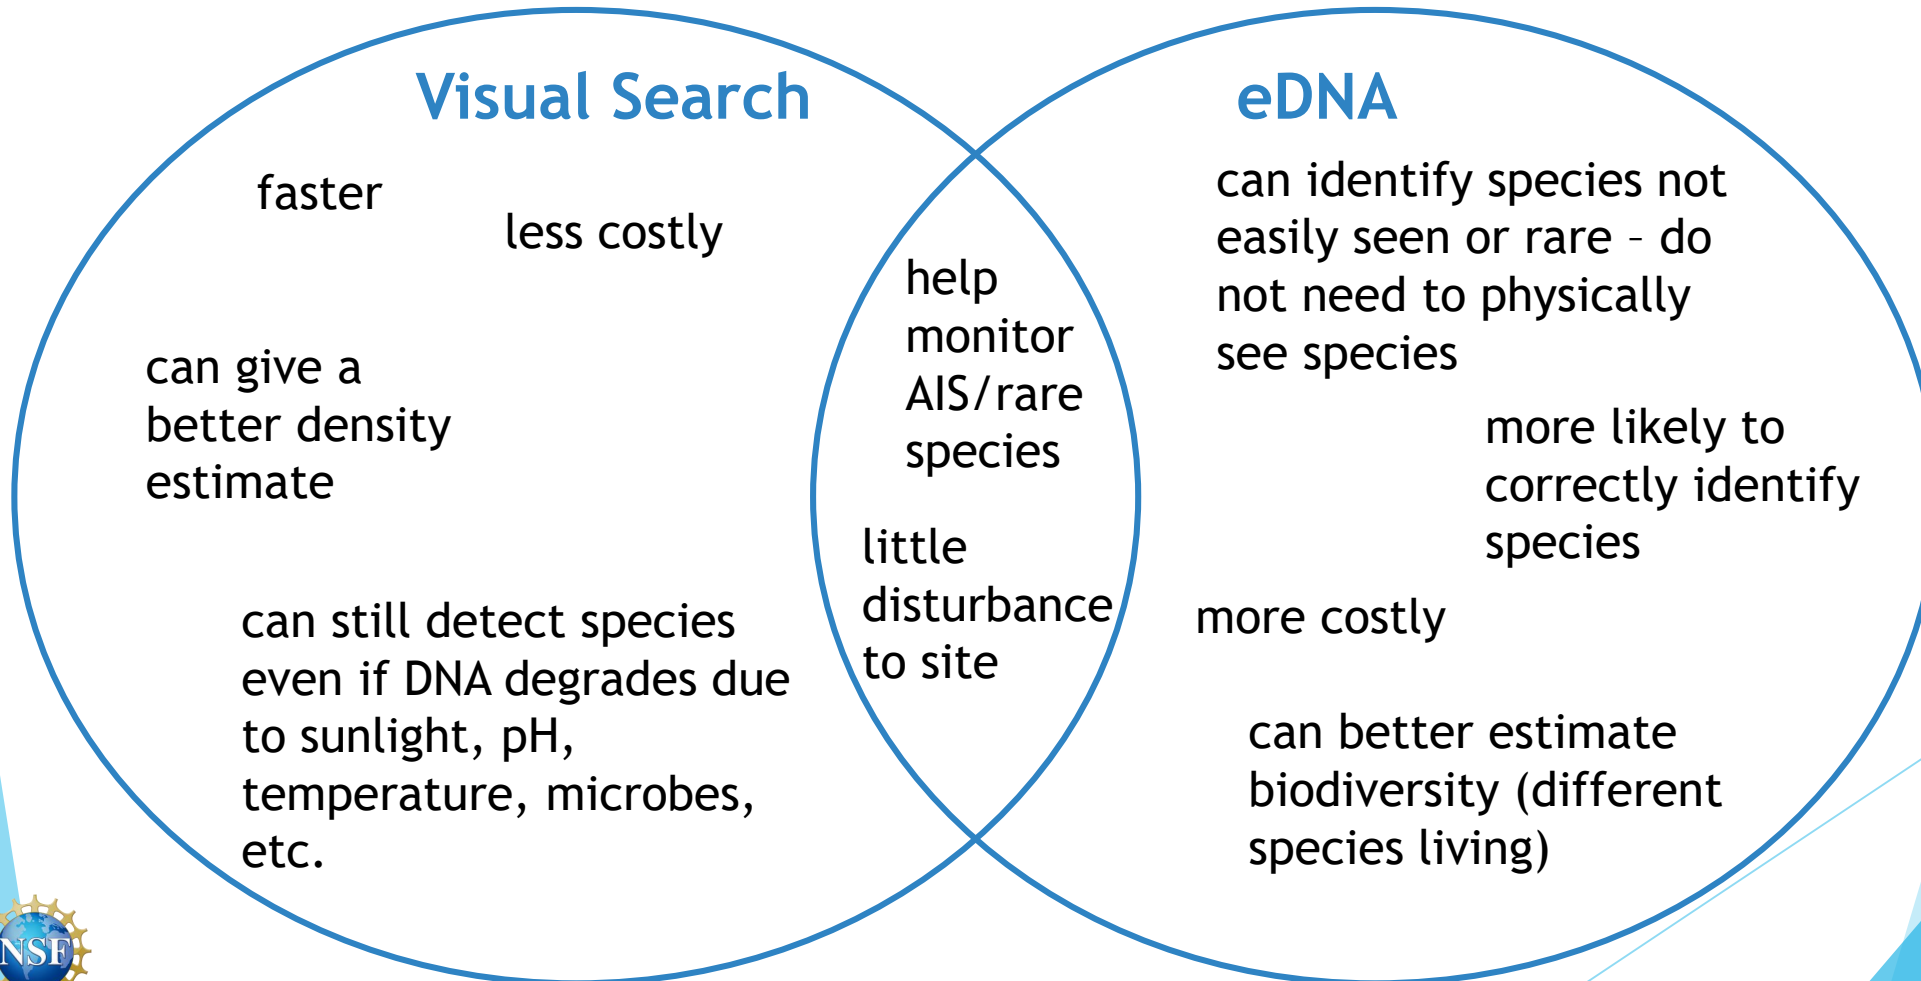 Visual Search
faster
less costly
can give a
better density
estimate
can still detect species
even if DNA degrades due
to sunlight, pH,
temperature, microbes,
etc.
help
monitor
AIS/rare
species
little
disturbance
to site
eDNA
can identify species not
easily seen or rare – do
not need to physically
see species
more likely to
correctly identify
species
more costly
can better estimate
biodiversity (different
species living)
NSF